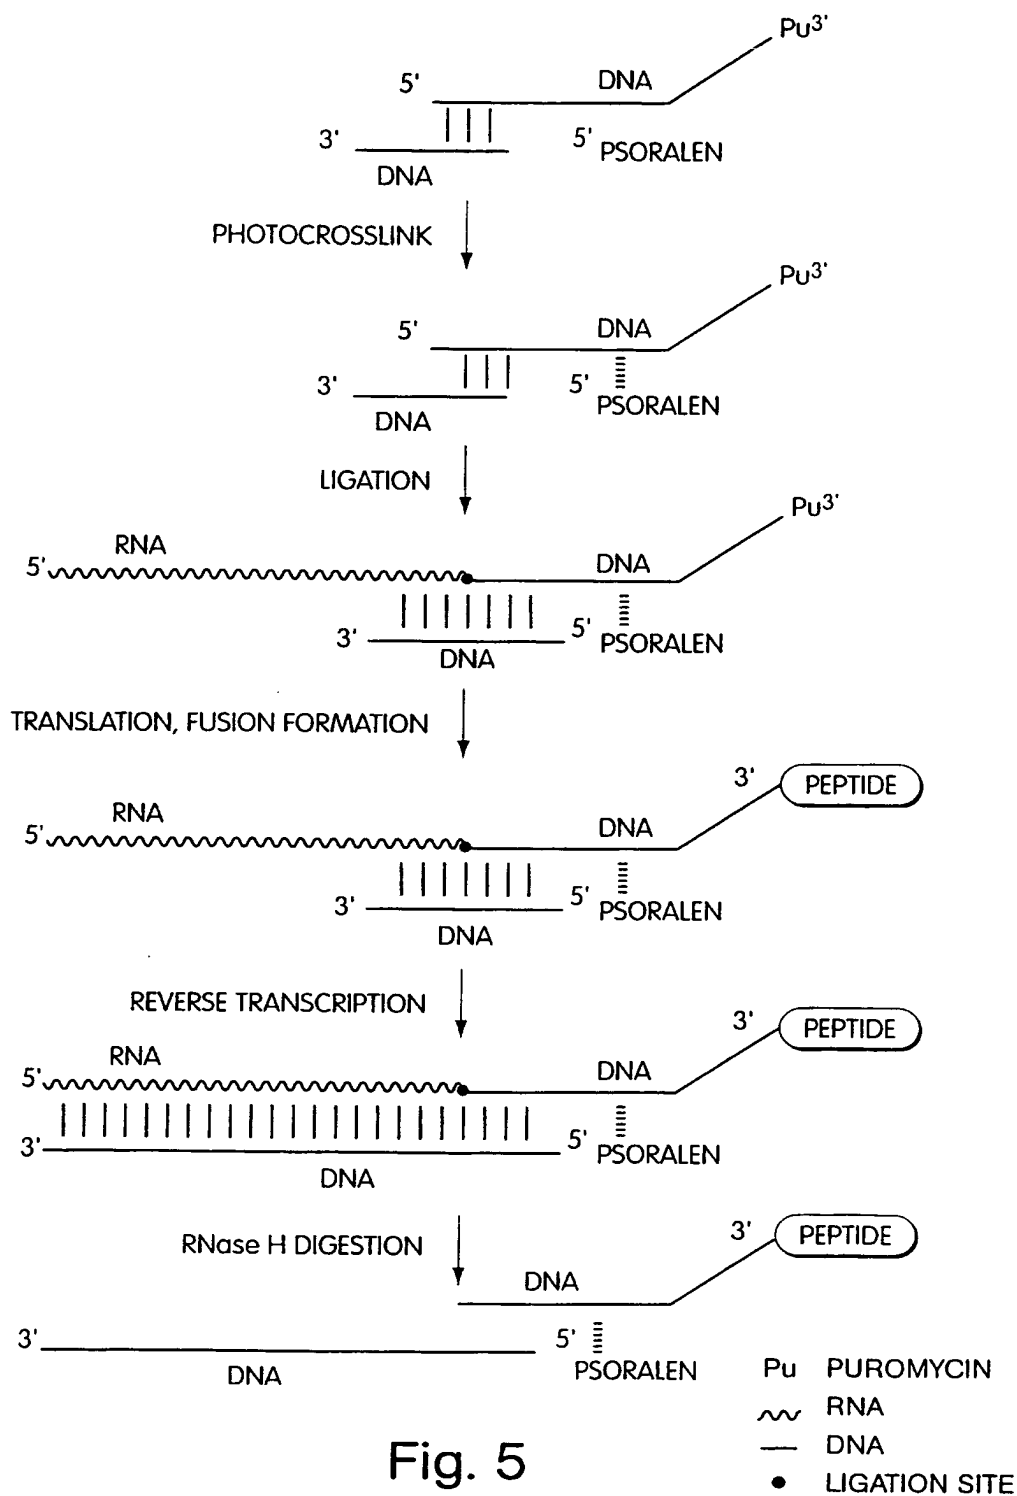 Pu3'
5' DNA
3' 5' PSORALEN
DNA
PHOTOCROSSLINK
Pu3'
5' DNA
3' 5' PSORALEN
DNA
LIGATION
Pu3'
RNA DNA
5'
3' 5' PSORALEN
DNA
TRANSLATION, FUSION FORMATION
3' PEPTIDE
RNA DNA
5'
3' 5' PSORALEN
DNA
REVERSE TRANSCRIPTION
3' PEPTIDE
RNA DNA
5'
3' 5' PSORALEN
DNA
RNase H DIGESTION
3' PEPTIDE
DNA
3' 5' PSORALEN
DNA
Pu PUROMYCIN
RNA
DNA
LIGATION SITE
Fig. 5